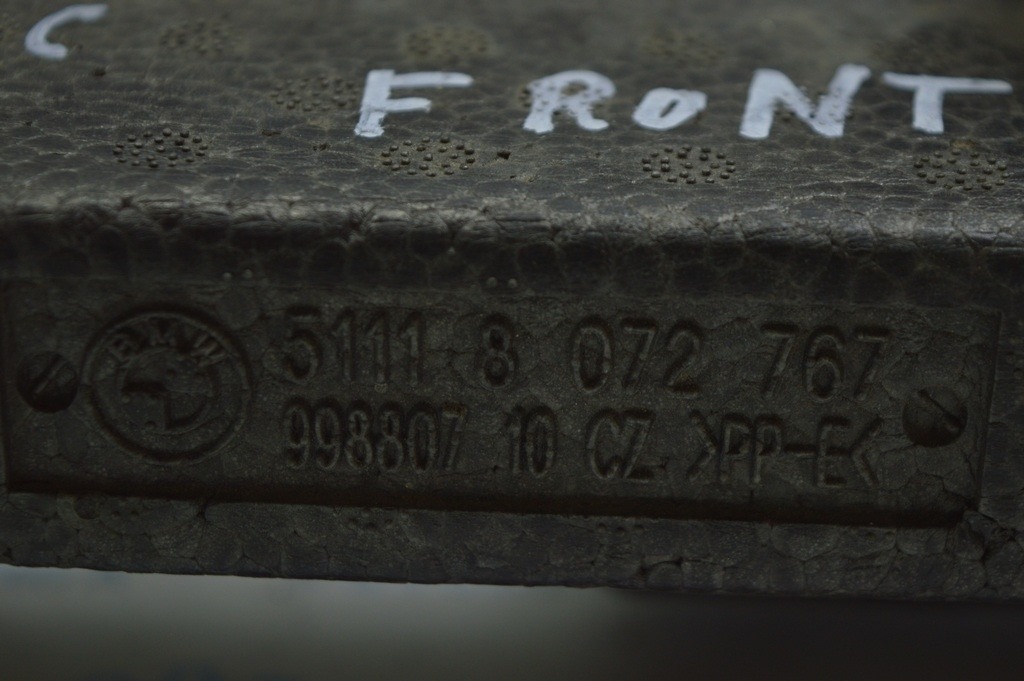 C FRONT
BMW
5111 8 072 767
998807 10 CZ >PP-E<